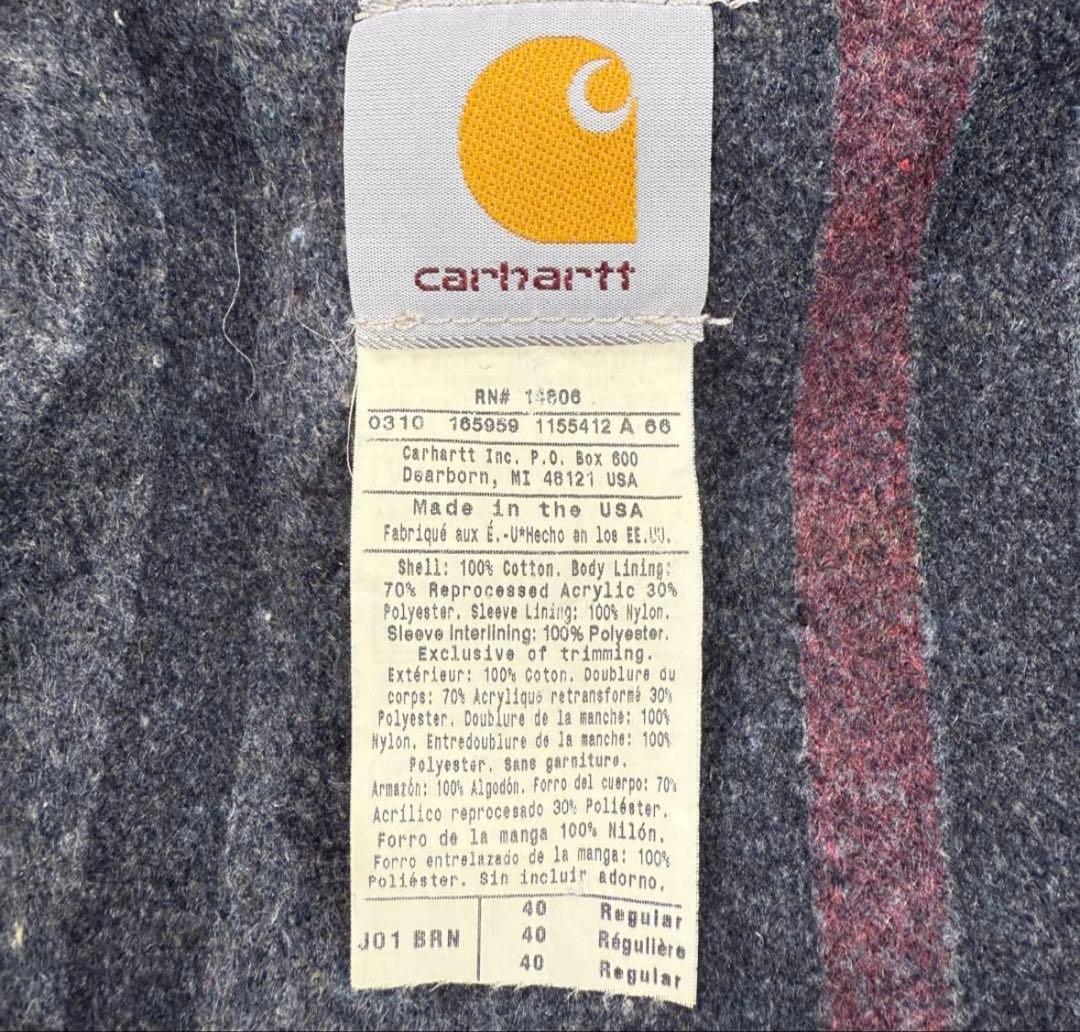 carhartt
RN# 14806
0310 165959 1155412 A 66
Carhartt Inc. P.O. Box 600
Dearborn, MI 48121 USA
Made in the USA
Fabriqué aux É.-U*Hecho en los EE.UU.
Shell: 100% Cotton. Body Lining:
70% Reprocessed Acrylic 30%
Polyester. Sleeve Lining: 100% Nylon.
Sleeve Interlining: 100% Polyester.
Exclusive of trimming.
Extérieur: 100% Coton. Doublure du
corps: 70% Acrylique retransformé 30%
Polyester. Doublure de la manche: 100%
Nylon. Entredoublure de la manche: 100%
Polyester. Sans garniture.
Armazón: 100% Algodón. Forro del cuerpo: 70%
Acrílico reprocesado 30% Poliéster.
Forro de la manga 100% Nilón.
Forro entrelazado de la manga: 100%
Poliéster. Sin incluir adorno.
J01 BRN
40 Regular
40 Régulière
40 Regular